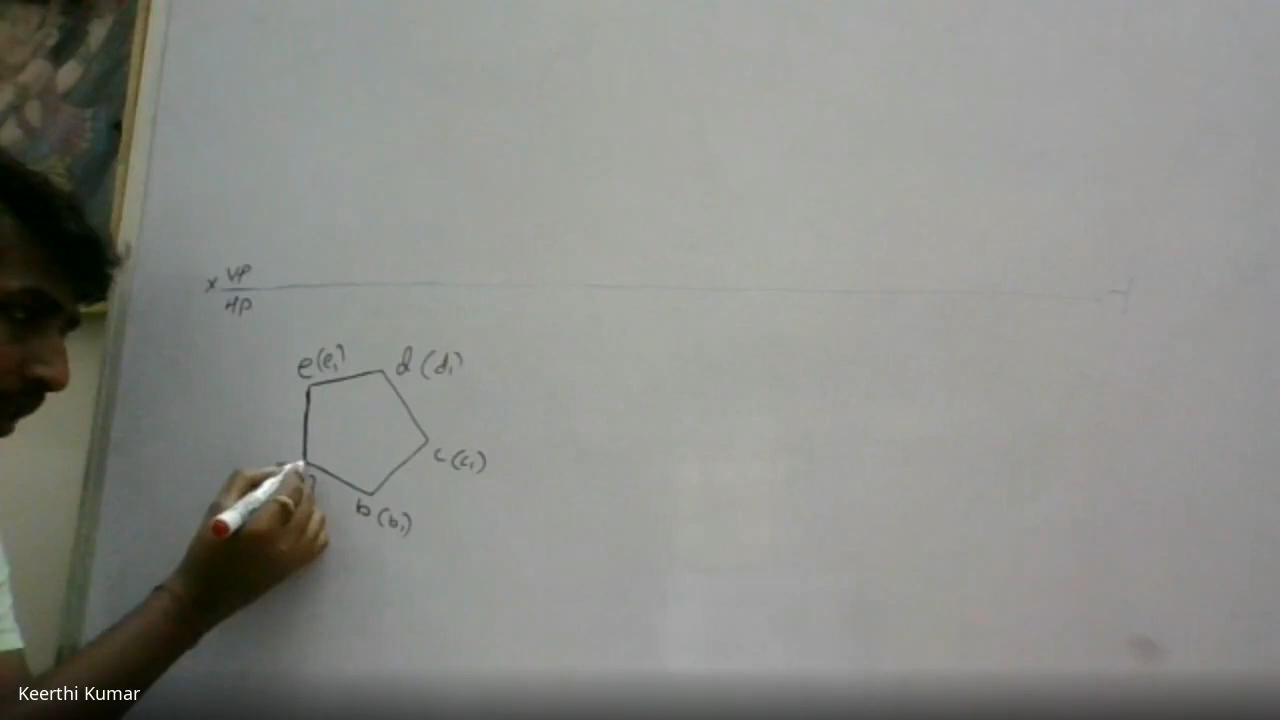 x VP
HP
e(e₁) d (d₁)
c (c₁)
b (b₁)
Keerthi Kumar